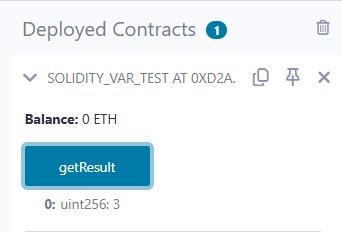 Deployed Contracts 1
SOLIDITY_VAR_TEST AT 0XD2A.
Balance: 0 ETH
getResult
0: uint256: 3